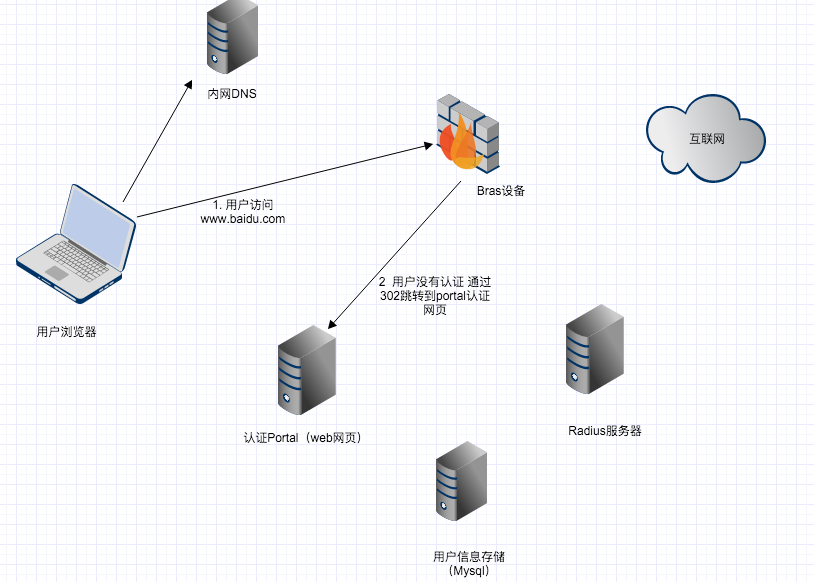 内网DNS
互联网
Bras设备
1. 用户访问
www.baidu.com
2  用户没有认证 通过
302跳转到portal认证
网页
用户浏览器
Radius服务器
认证Portal（web网页）
用户信息存储
（Mysql）